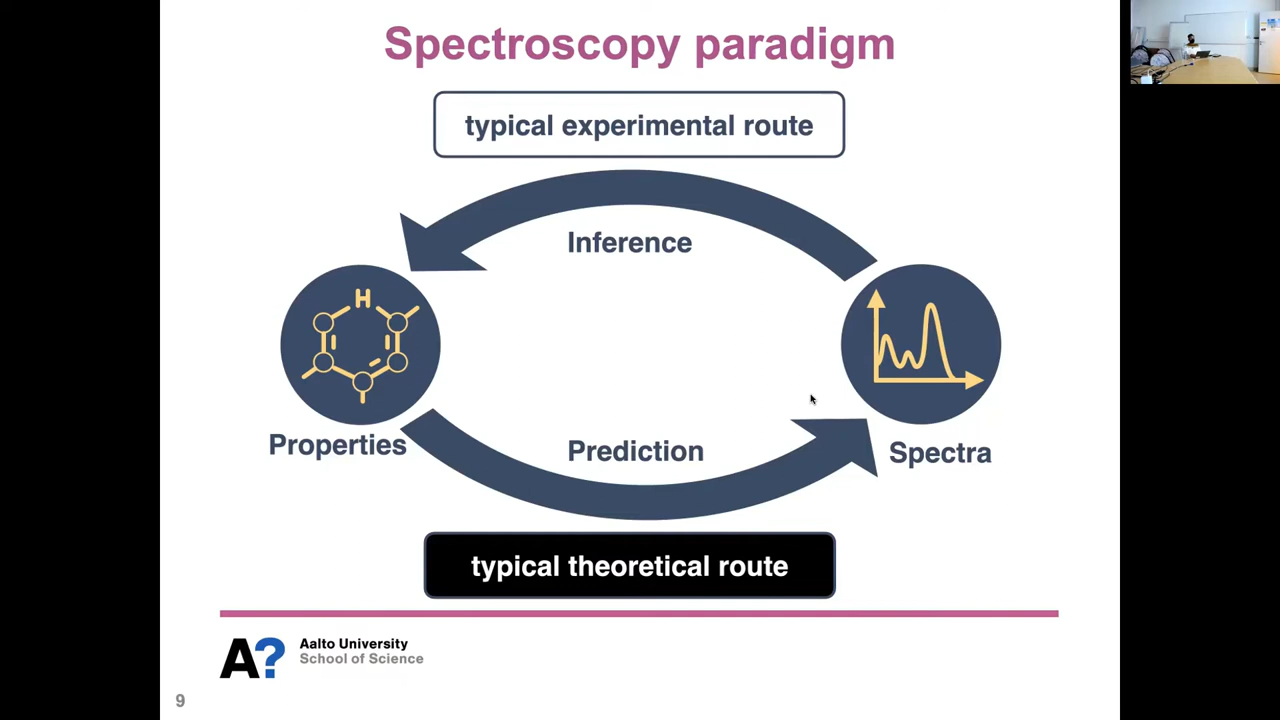 Spectroscopy paradigm
typical experimental route
Inference
H
Properties
Prediction
Spectra
typical theoretical route
A?
Aalto University
School of Science
9